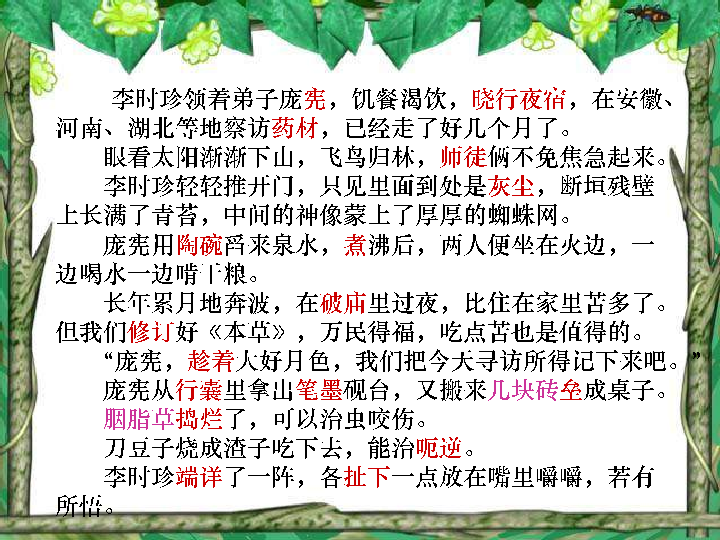 李时珍领着弟子庞宪，饥餐渴饮，晓行夜宿，在安徽、
河南、湖北等地察访药材，已经走了好几个月了。
眼看太阳渐渐下山，飞鸟归林，师徒俩不免焦急起来。
李时珍轻轻推开门，只见里面到处是灰尘，断垣残壁
上长满了青苔，中间的神像蒙上了厚厚的蜘蛛网。
庞宪用陶碗舀来泉水，煮沸后，两人便坐在火边，一
边喝水一边啃干粮。
长年累月地奔波，在破庙里过夜，比住在家里苦多了。
但我们修订好《本草》，万民得福，吃点苦也是值得的。
“庞宪，趁着大好月色，我们把今天寻访所得记下来吧。”
庞宪从行囊里拿出笔墨砚台，又搬来几块砖垒成桌子。
胭脂草捣烂了，可以治虫咬伤。
刀豆子烧成渣子吃下去，能治呃逆。
李时珍端详了一阵，各扯下一点放在嘴里嚼嚼，若有
所悟。